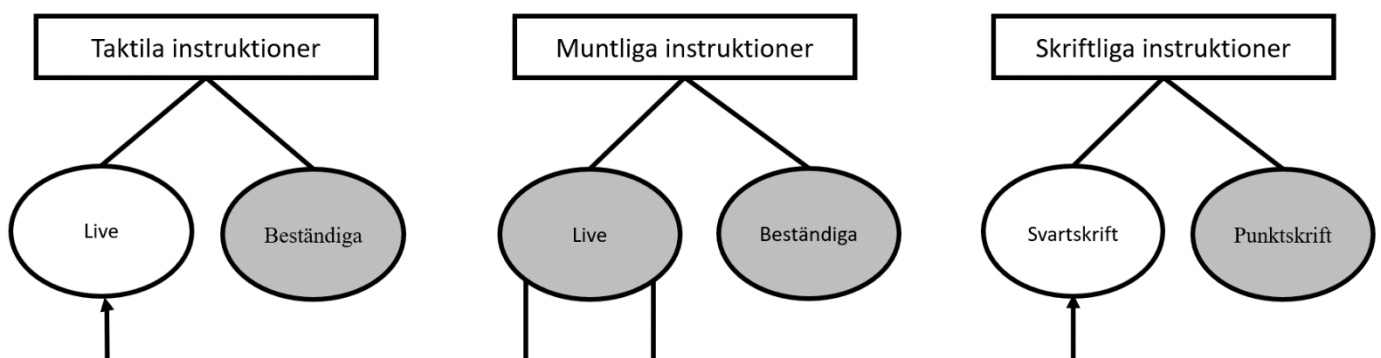 Taktila instruktioner
Muntliga instruktioner
Skriftliga instruktioner
Live
Beständiga
Live
Beständiga
Svartskrift
Punktskrift